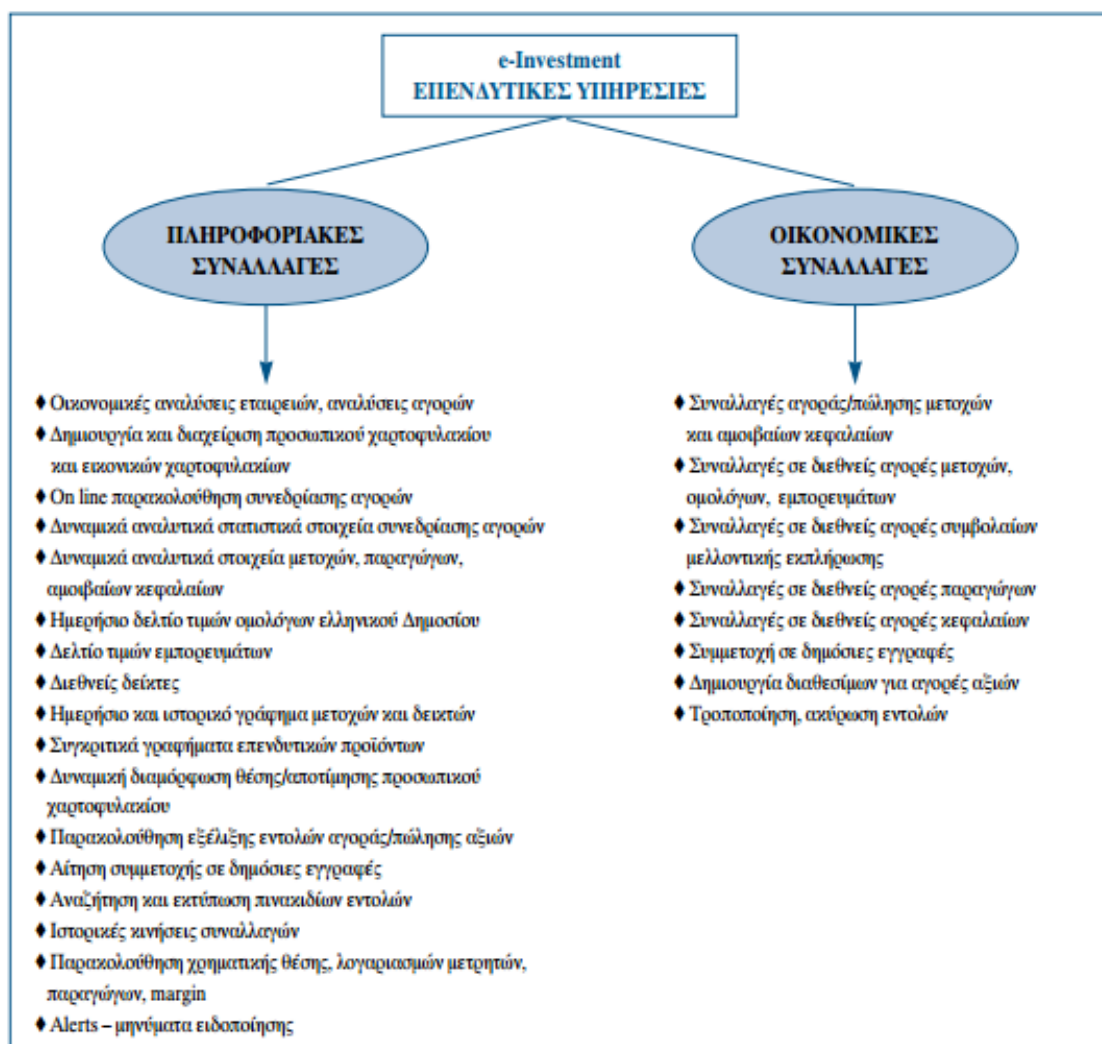 e-Investment
ΕΠΕΝΔΥΤΙΚΕΣ ΥΠΗΡΕΣΙΕΣ
ΠΛΗΡΟΦΟΡΙΑΚΕΣ
ΣΥΝΑΛΛΑΓΕΣ
♦ Οικονομικές αναλύσεις εταιρειών, αναλύσεις αγορών
♦ Δημιουργία και διαχείριση προσωπικού χαρτοφυλακίου
και εικονικών χαρτοφυλακίων
♦ On line παρακολούθηση συνεδρίασης αγορών
♦ Δυναμικά αναλυτικά στατιστικά στοιχεία συνεδρίασης αγορών
♦ Δυναμικά αναλυτικά στοιχεία μετοχών, παραγώγων,
αμοιβαίων κεφαλαίων
♦ Ημερήσιο δελτίο τιμών ομολόγων ελληνικού Δημοσίου
♦ Δελτίο τιμών εμπορευμάτων
♦ Διεθνείς δείκτες
♦ Ημερήσιο και ιστορικό γράφημα μετοχών και δεικτών
♦ Συγκριτικά γραφήματα επενδυτικών προϊόντων
♦ Δυναμική διαμόρφωση θέσης/αποτίμησης προσωπικού
χαρτοφυλακίου
♦ Παρακολούθηση εξέλιξης εντολών αγοράς/πώλησης αξιών
♦ Αίτηση συμμετοχής σε δημόσιες εγγραφές
♦ Αναζήτηση και εκτύπωση πινακιδίων εντολών
♦ Ιστορικές κινήσεις συναλλαγών
♦ Παρακολούθηση χρηματικής θέσης, λογαριασμών μετρητών,
παραγώγων, margin
♦ Alerts – μηνύματα ειδοποίησης
ΟΙΚΟΝΟΜΙΚΕΣ
ΣΥΝΑΛΛΑΓΕΣ
♦ Συναλλαγές αγοράς/πώλησης μετοχών
και αμοιβαίων κεφαλαίων
♦ Συναλλαγές σε διεθνείς αγορές μετοχών,
ομολόγων, εμπορευμάτων
♦ Συναλλαγές σε διεθνείς αγορές συμβολαίων
μελλοντικής εκπλήρωσης
♦ Συναλλαγές σε διεθνείς αγορές παραγώγων
♦ Συναλλαγές σε διεθνείς αγορές κεφαλαίων
♦ Συμμετοχή σε δημόσιες εγγραφές
♦ Δημιουργία διαθεσίμων για αγορές αξιών
♦ Τροποποίηση, ακύρωση εντολών